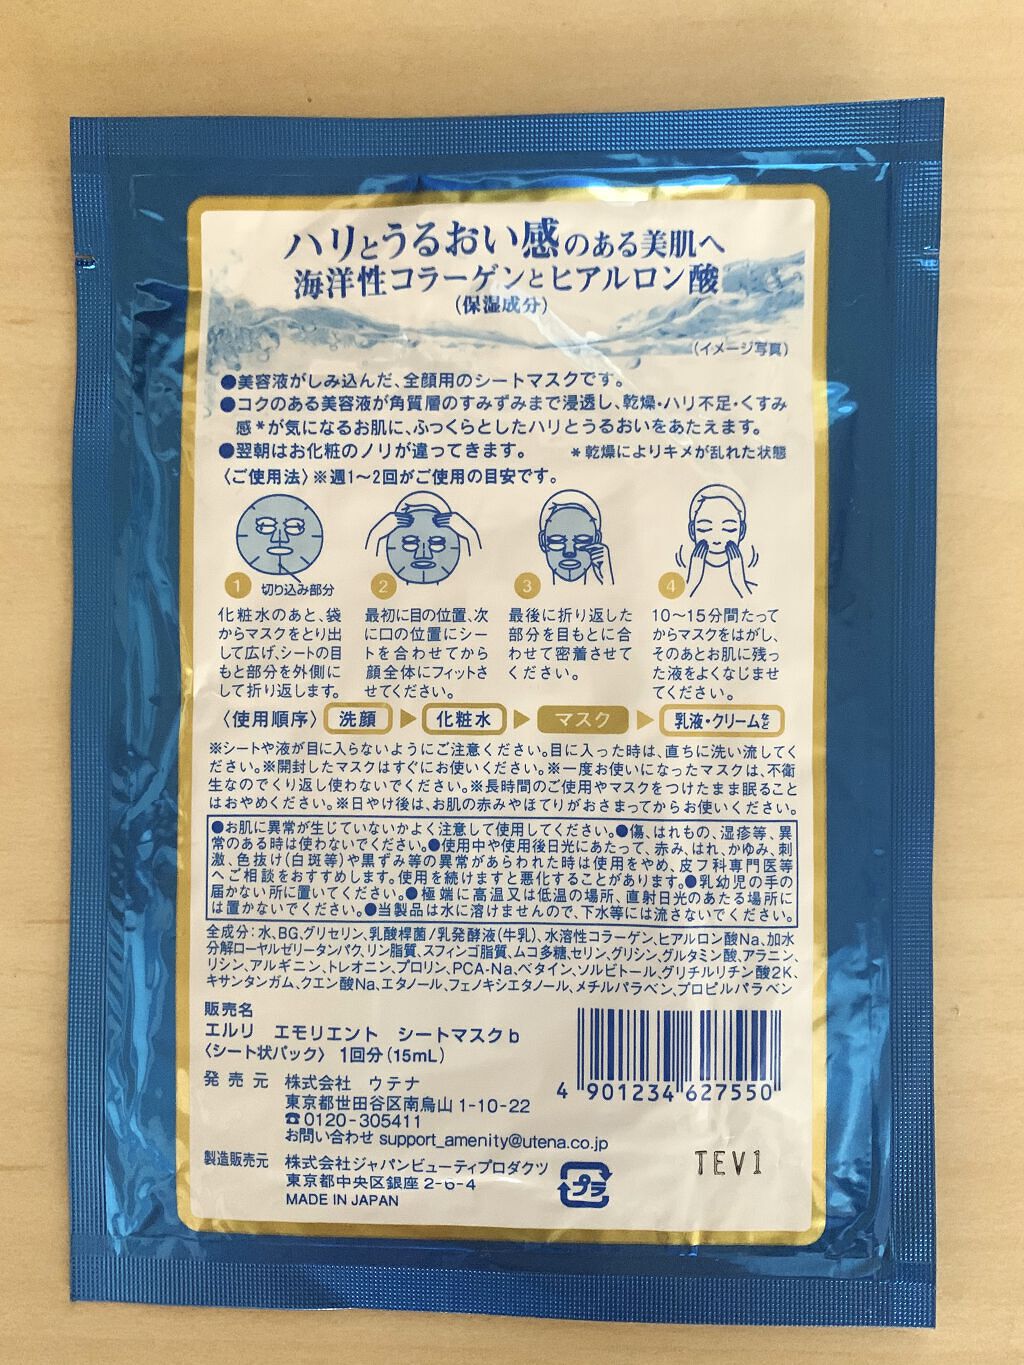 ハリとうるおい感のある美肌へ
海洋性コラーゲンとヒアルロン酸
(保湿成分)
(イメージ写真)
●美容液がしみ込んだ、全顔用のシートマスクです。
●コクのある美容液が角質層のすみずみまで浸透し、乾燥・ハリ不足・くすみ
感*が気になるお肌に、ふっくらとしたハリとうるおいをあたえます。
●翌朝はお化粧のノリが違ってきます。 *乾燥によりキメが乱れた状態
〈ご使用法〉※週1〜2回がご使用の目安です。
1 切り込み部分
化粧水のあと、袋
からマスクをとり出
して広げ、シートの目
もと部分を外側に
して折り返します。
2
最初に目の位置、次
に口の位置にシー
トを合わせてから
顔全体にフィットさ
せてください。
3
最後に折り返した
部分を目もとに合
わせて密着させて
ください。
4
10〜15分間たって
からマスクをはがし、
そのあとお肌に残っ
た液をよくなじませ
てください。
〈使用順序〉 洗顔 ▶ 化粧水 ▶ マスク ▶ 乳液・クリームなど
※シートや液が目に入らないようにご注意ください。目に入った時は、直ちに洗い流してく
ださい。※開封したマスクはすぐにお使いください。※一度お使いになったマスクは、不衛
生なのでくり返し使わないでください。※長時間のご使用やマスクをつけたまま眠ること
はおやめください。※日やけ後は、お肌の赤みやほてりがおさまってからお使いください。
●お肌に異常が生じていないかよく注意して使用してください。●傷、はれもの、湿疹等、異
常のある時は使わないでください。●使用中や使用後日光にあたって、赤み、はれ、かゆみ、刺
激、色抜け(白斑等)や黒ずみ等の異常があらわれた時は使用をやめ、皮フ科専門医等
へご相談をおすすめします。使用を続けますと悪化することがあります。●乳幼児の手の
届かない所に置いてください。●極端に高温又は低温の場所、直射日光のあたる場所に
は置かないでください。●当製品は水に溶けませんので、下水等には流さないでください。
全成分:水、BG、グリセリン、乳酸桿菌/乳発酵液(牛乳)、水溶性コラーゲン、ヒアルロン酸Na、加水
分解ローヤルゼリータンパク、リン脂質、スフィンゴ脂質、ムコ多糖、セリン、グリシン、グルタミン酸、アラニン、
リシン、アルギニン、トレオニン、プロリン、PCA-Na、ベタイン、ソルビトール、グリチルリチン酸2K、
キサンタンガム、クエン酸Na、エタノール、フェノキシエタノール、メチルパラベン、プロピルパラベン
販売名
エルリ エモリエント シートマスクb
〈シート状パック〉 1回分(15mL)
発売元 株式会社 ウテナ
東京都世田谷区南烏山1-10-22
☎0120-305411
お問い合わせ support_amenity@utena.co.jp
製造販売元 株式会社ジャパンビューティプロダクツ
東京都中央区銀座2-6-4
MADE IN JAPAN
4 901234 627550
TEV1
プラ